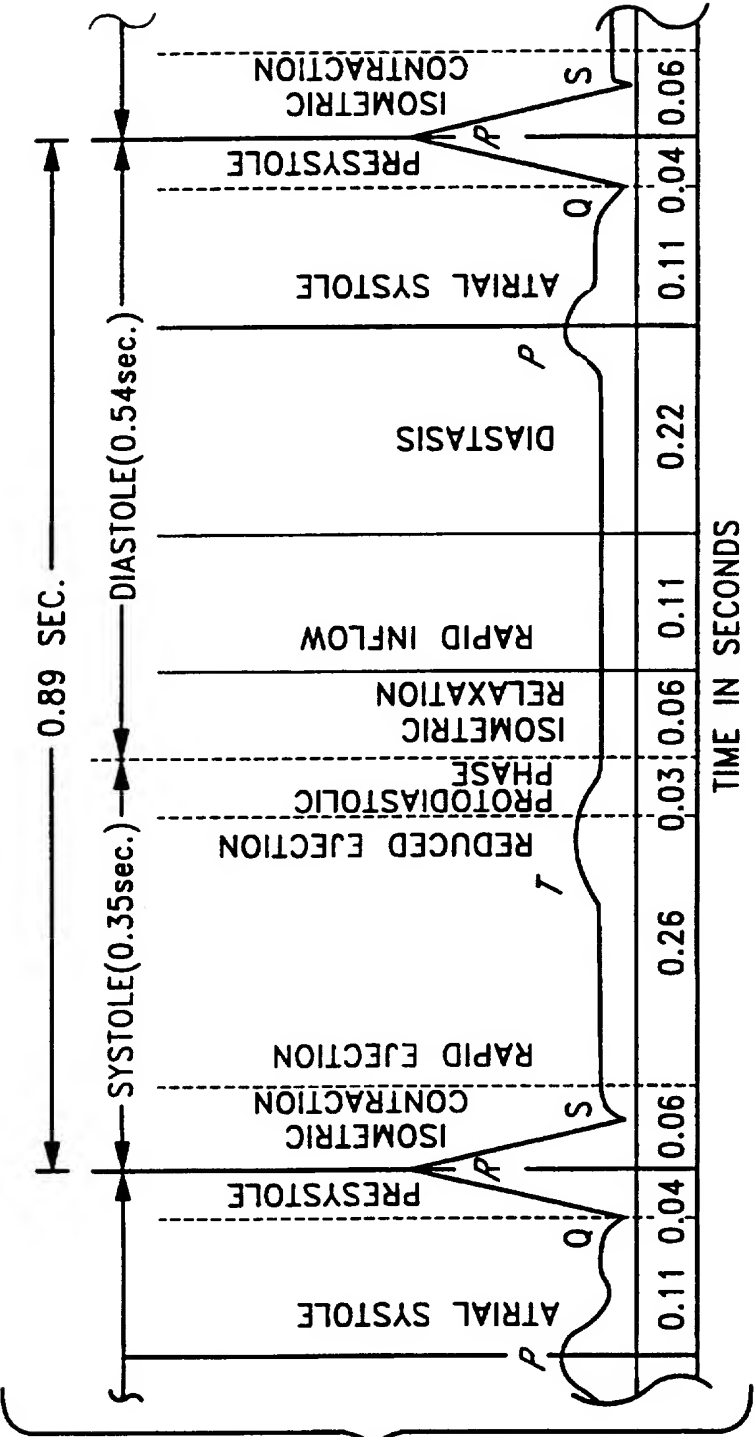 0.89 SEC.
SYSTOLE(0.35sec.)
DIASTOLE(0.54sec.)
ATRIAL SYSTOLE
PRESYSTOLE
ISOMETRIC
CONTRACTION
RAPID EJECTION
REDUCED EJECTION
PROTODIASTOLIC
PHASE
ISOMETRIC
RELAXATION
RAPID INFLOW
DIASTASIS
ATRIAL SYSTOLE
PRESYSTOLE
ISOMETRIC
CONTRACTION
P
Q
R
S
T
P
Q
R
S
0.11 0.04 0.06 0.26 0.03 0.06 0.11 0.22 0.11 0.04 0.06
TIME IN SECONDS